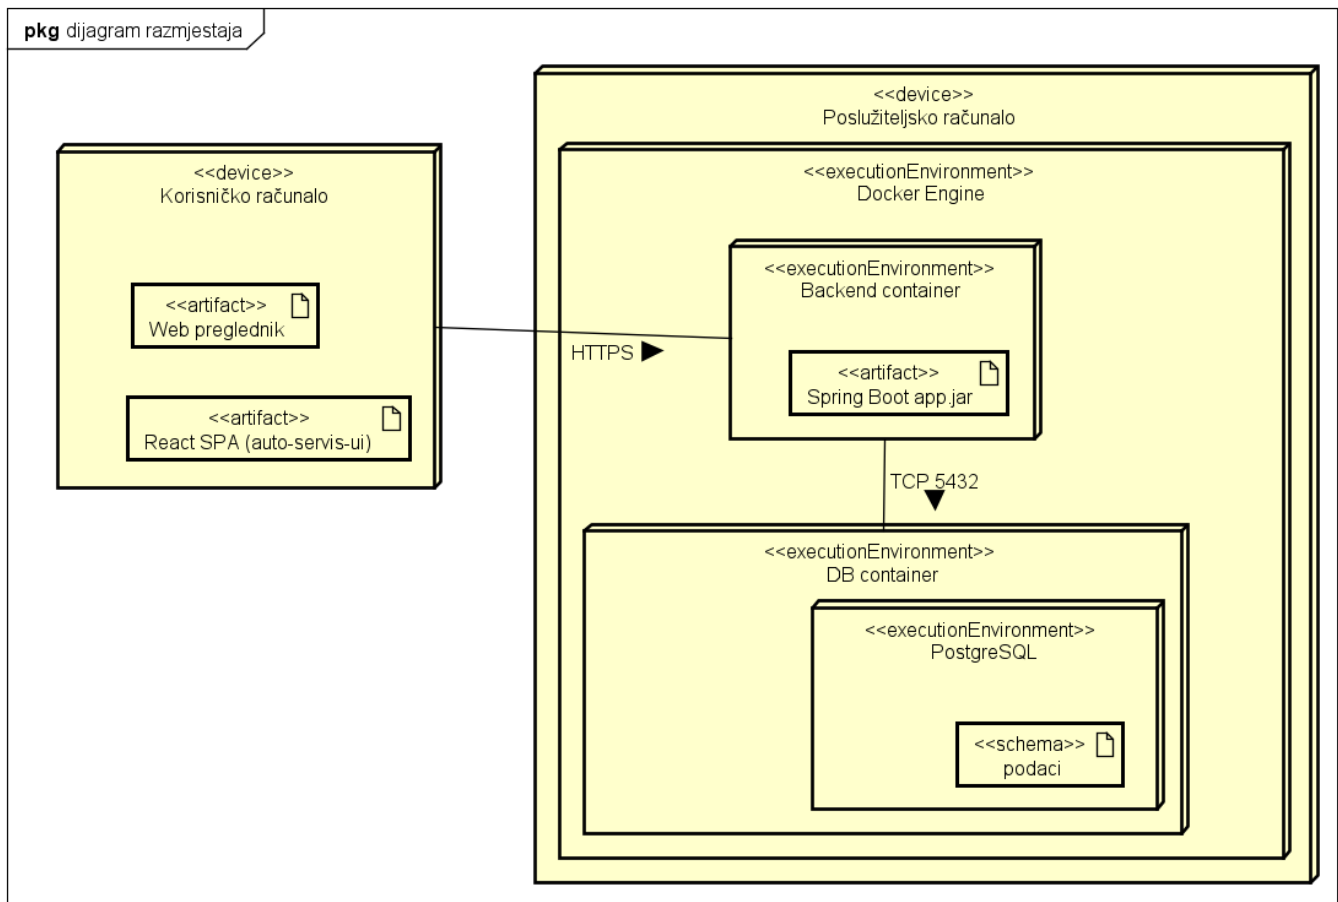 pkg dijagram razmjestaja
<<device>>
Korisničko računalo
<<artifact>>
Web preglednik
<<artifact>>
React SPA (auto-servis-ui)
HTTPS
<<device>>
Poslužiteljsko računalo
<<executionEnvironment>>
Docker Engine
<<executionEnvironment>>
Backend container
<<artifact>>
Spring Boot app.jar
TCP 5432
<<executionEnvironment>>
DB container
<<executionEnvironment>>
PostgreSQL
<<schema>>
podaci